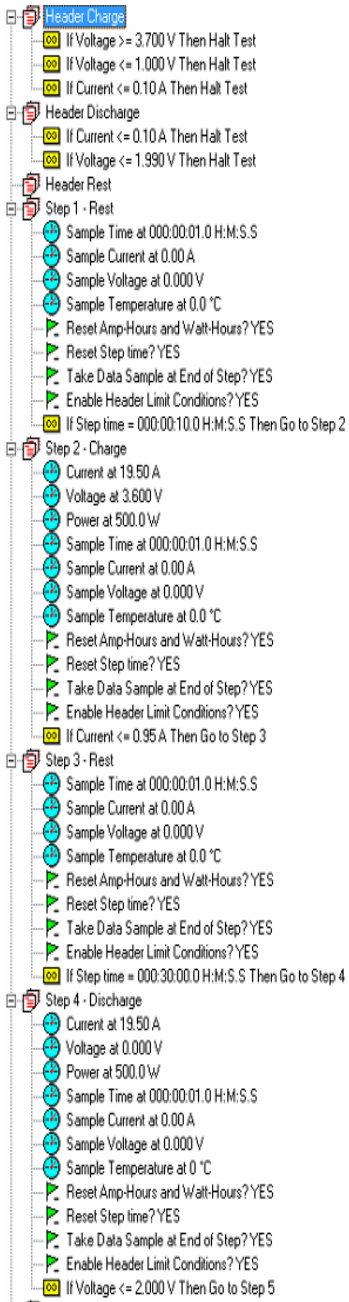 Header Charge
If Voltage >= 3.700 V Then Halt Test
If Voltage <= 1.000 V Then Halt Test
If Current <= 0.10 A Then Halt Test
Header Discharge
If Current <= 0.10 A Then Halt Test
If Voltage <= 1.990 V Then Halt Test
Header Rest
Step 1 - Rest
Sample Time at 000:00:01.0 H:M:S.S
Sample Current at 0.00 A
Sample Voltage at 0.000 V
Sample Temperature at 0.0 °C
Reset Amp-Hours and Watt-Hours? YES
Reset Step time? YES
Take Data Sample at End of Step? YES
Enable Header Limit Conditions? YES
If Step time = 000:00:10.0 H:M:S.S Then Go to Step 2
Step 2 - Charge
Current at 19.50 A
Voltage at 3.600 V
Power at 500.0 W
Sample Time at 000:00:01.0 H:M:S.S
Sample Current at 0.00 A
Sample Voltage at 0.000 V
Sample Temperature at 0.0 °C
Reset Amp-Hours and Watt-Hours? YES
Reset Step time? YES
Take Data Sample at End of Step? YES
Enable Header Limit Conditions? YES
If Current <= 0.95 A Then Go to Step 3
Step 3 - Rest
Sample Time at 000:00:01.0 H:M:S.S
Sample Current at 0.00 A
Sample Voltage at 0.000 V
Sample Temperature at 0.0 °C
Reset Amp-Hours and Watt-Hours? YES
Reset Step time? YES
Take Data Sample at End of Step? YES
Enable Header Limit Conditions? YES
If Step time = 000:30:00.0 H:M:S.S Then Go to Step 4
Step 4 - Discharge
Current at 19.50 A
Voltage at 0.000 V
Power at 500.0 W
Sample Time at 000:00:01.0 H:M:S.S
Sample Current at 0.00 A
Sample Voltage at 0.000 V
Sample Temperature at 0 °C
Reset Amp-Hours and Watt-Hours? YES
Reset Step time? YES
Take Data Sample at End of Step? YES
Enable Header Limit Conditions? YES
If Voltage <= 2.000 V Then Go to Step 5